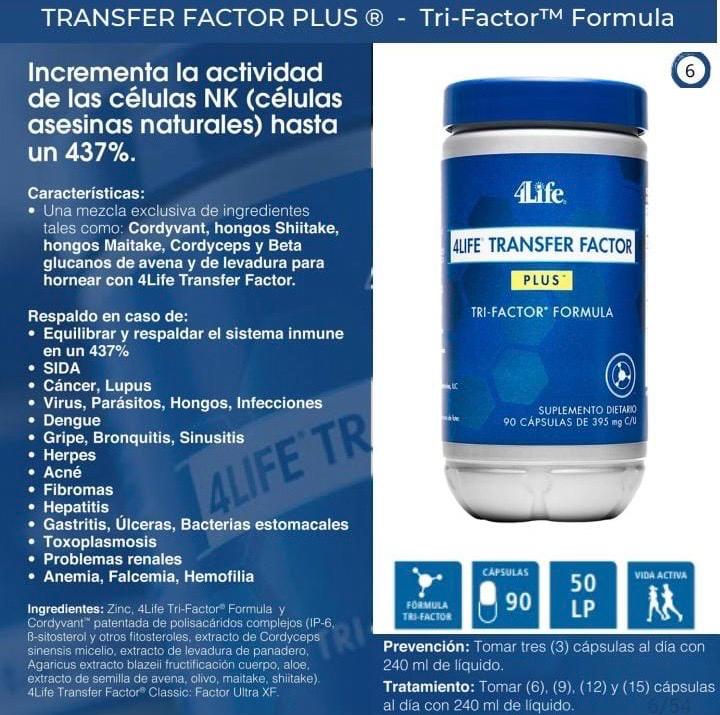 TRANSFER FACTOR PLUS ® - Tri-Factor™ Formula
Incrementa la actividad
de las células NK (células
asesinas naturales) hasta
un 437%.
Características:
• Una mezcla exclusiva de ingredientes
tales como: Cordyvant, hongos Shiitake,
hongos Maitake, Cordyceps y Beta
glucanos de avena y de levadura para
hornear con 4Life Transfer Factor.
Respaldo en caso de:
• Equilibrar y respaldar el sistema inmune
en un 437%
• SIDA
• Cáncer, Lupus
• Virus, Parásitos, Hongos, Infecciones
• Dengue
• Gripe, Bronquitis, Sinusitis
• Herpes
• Acné
• Fibromas
• Hepatitis
• Gastritis, Úlceras, Bacterias estomacales
• Toxoplasmosis
• Problemas renales
• Anemia, Falcemia, Hemofilia
Ingredientes: Zinc, 4Life Tri-Factor® Formula y
Cordyvant™ patentada de polisacáridos complejos (IP-6,
ß-sitosterol y otros fitosteroles, extracto de Cordyceps
sinensis micelio, extracto de levadura de panadero,
Agaricus extracto blazeii fructificación cuerpo, aloe,
extracto de semilla de avena, olivo, maitake, shiitake).
4Life Transfer Factor® Classic: Factor Ultra XF.
4LIFE TR
TRI-
6
4Life®
4LIFE® TRANSFER FACTOR
PLUS™
TRI-FACTOR® FORMULA
SUPLEMENTO DIETARIO
90 CÁPSULAS DE 395 mg C/U
FÓRMULA
TRI-FACTOR
CÁPSULAS
90
50
LP
VIDA ACTIVA
Prevención: Tomar tres (3) cápsulas al día con
240 ml de líquido.
Tratamiento: Tomar (6), (9), (12) y (15) cápsulas
al día con 240 ml de líquido.
6/54